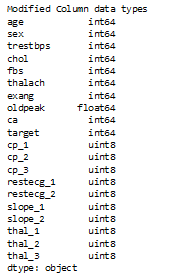 Modified Column data types
age int64
sex int64
trestbps int64
chol int64
fbs int64
thalach int64
exang int64
oldpeak float64
ca int64
target int64
cp_1 uint8
cp_2 uint8
cp_3 uint8
restecg_1 uint8
restecg_2 uint8
slope_1 uint8
slope_2 uint8
thal_1 uint8
thal_2 uint8
thal_3 uint8
dtype: object